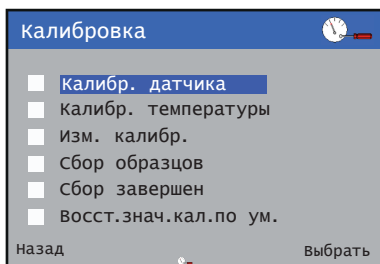 Калибровка
Калибр. датчика
Калибр. температуры
Изм. калибр.
Сбор образцов
Сбор завершен
Восст.знач.кал.по ум.
Назад Выбрать